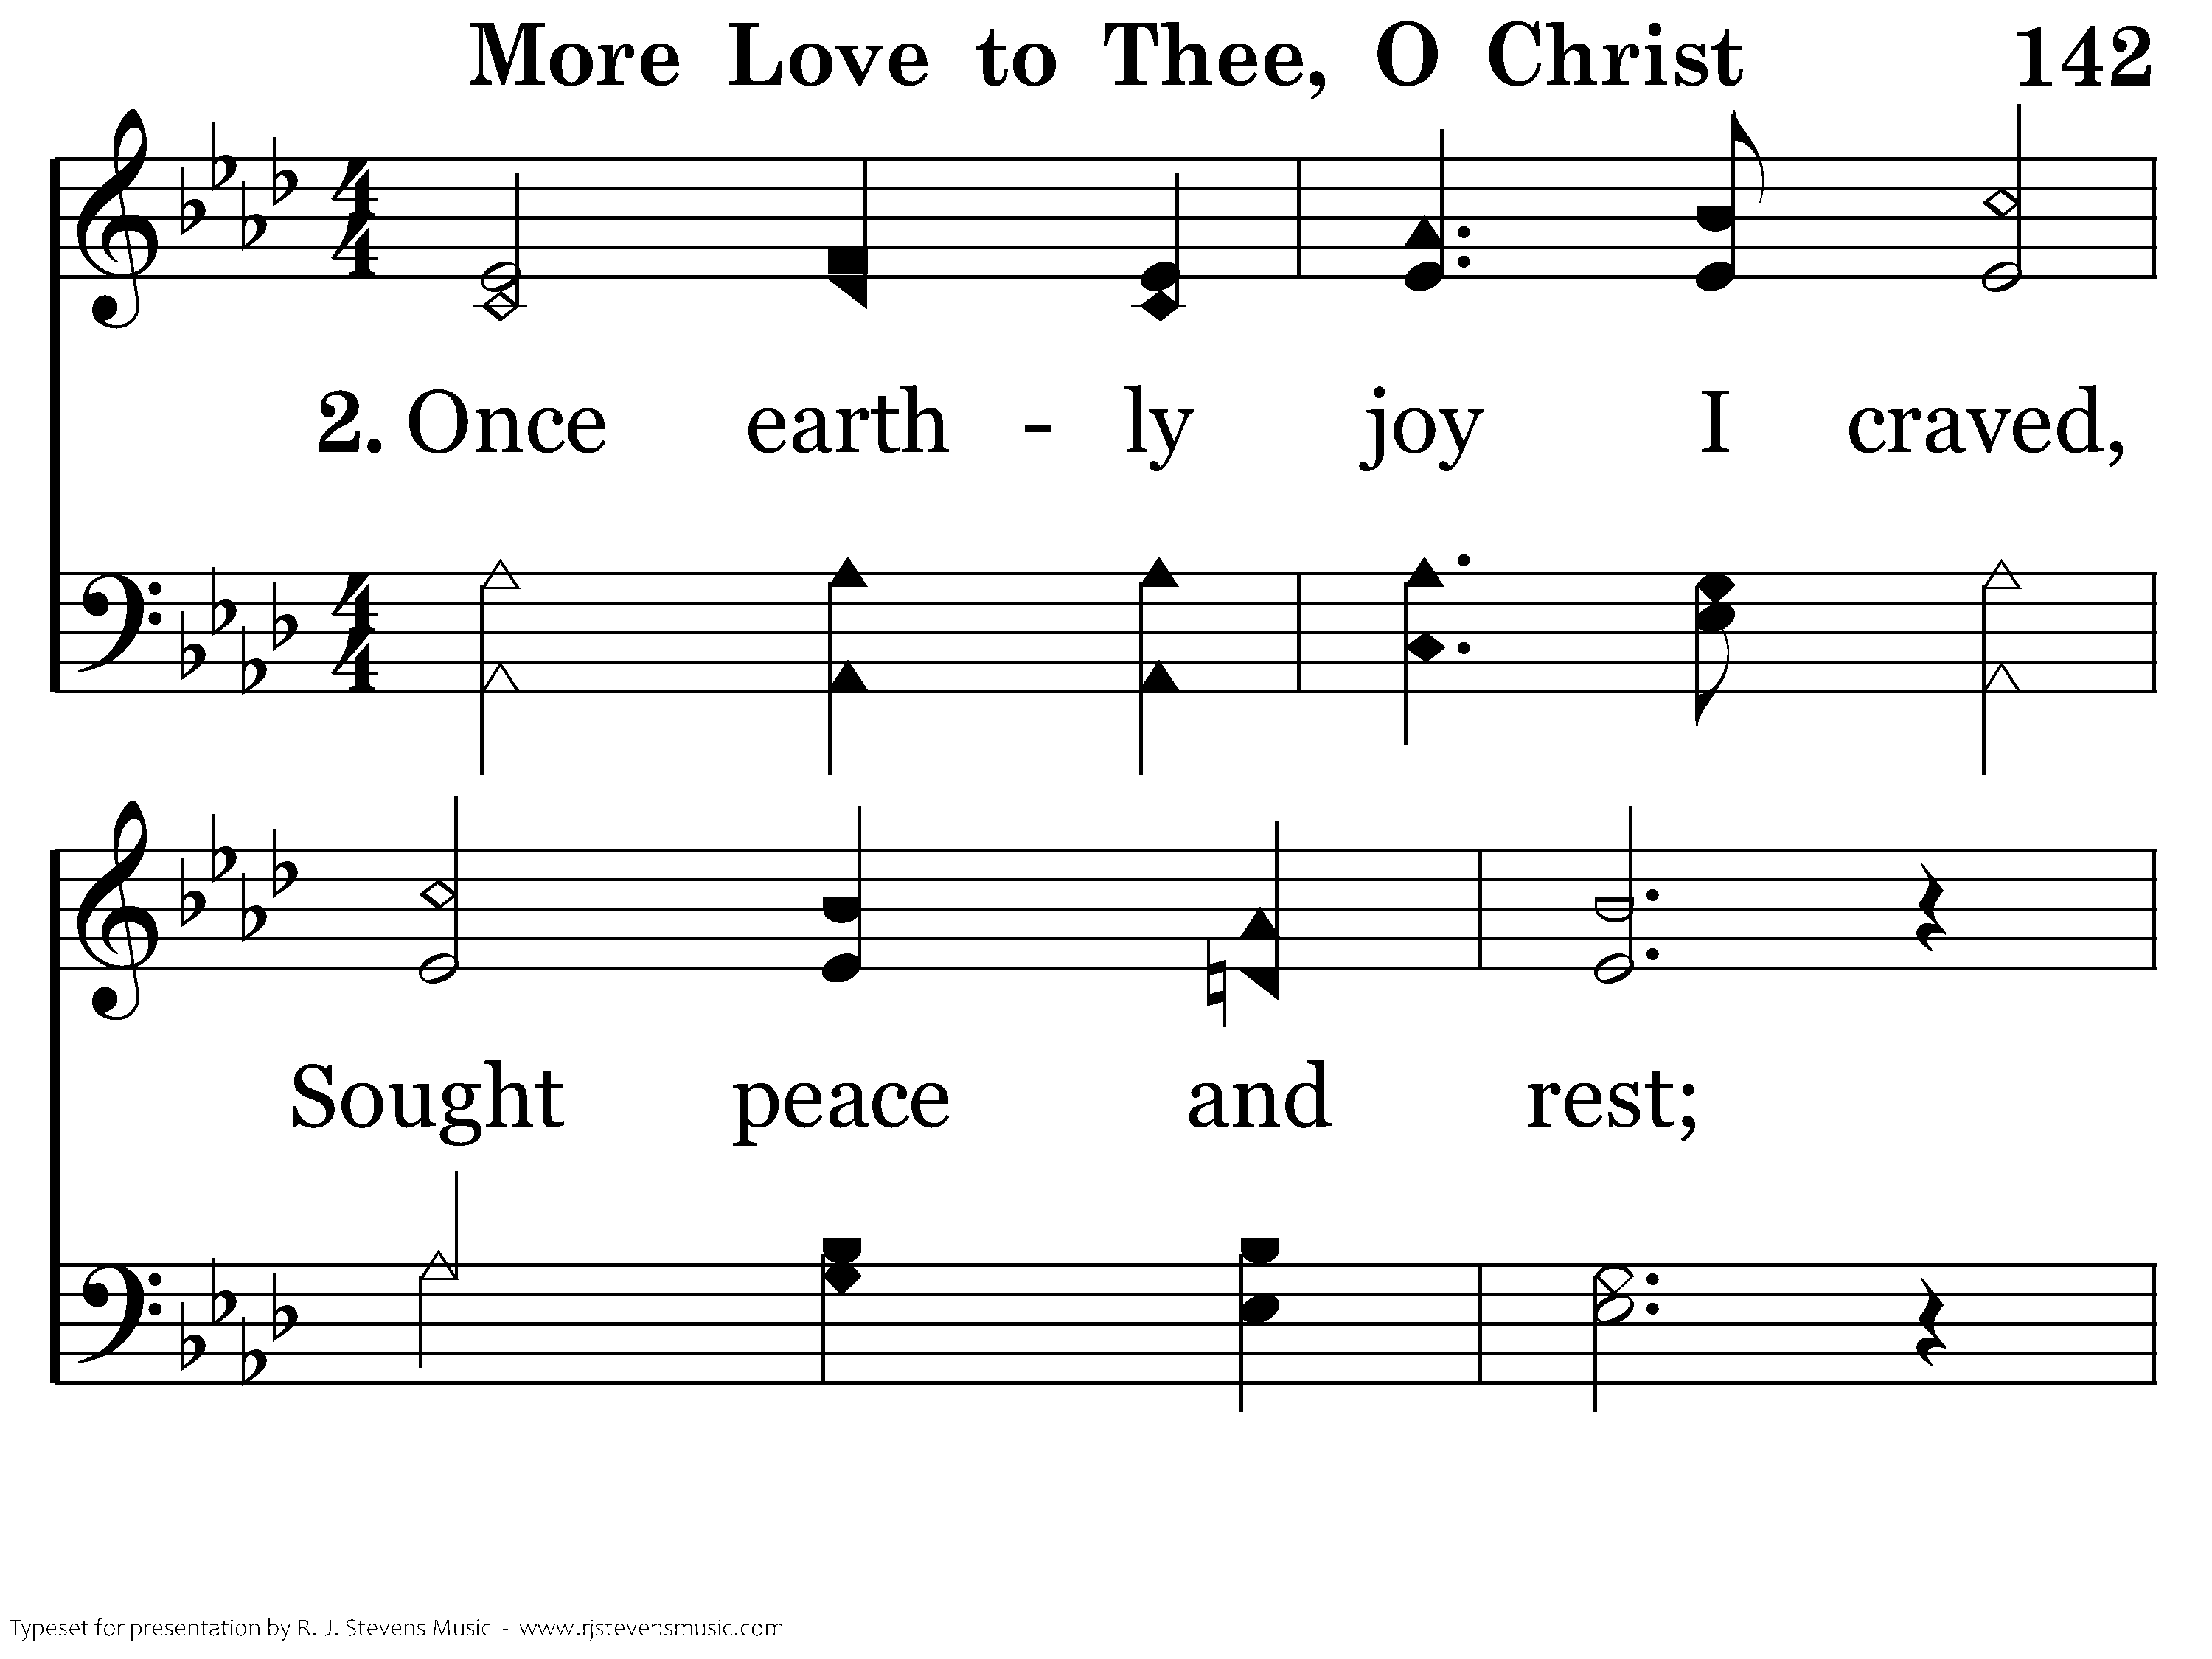 More Love to Thee, O Christ 142
2. Once earth - ly joy I craved,
Sought peace and rest;
Typeset for presentation by R. J. Stevens Music - www.rjstevensmusic.com